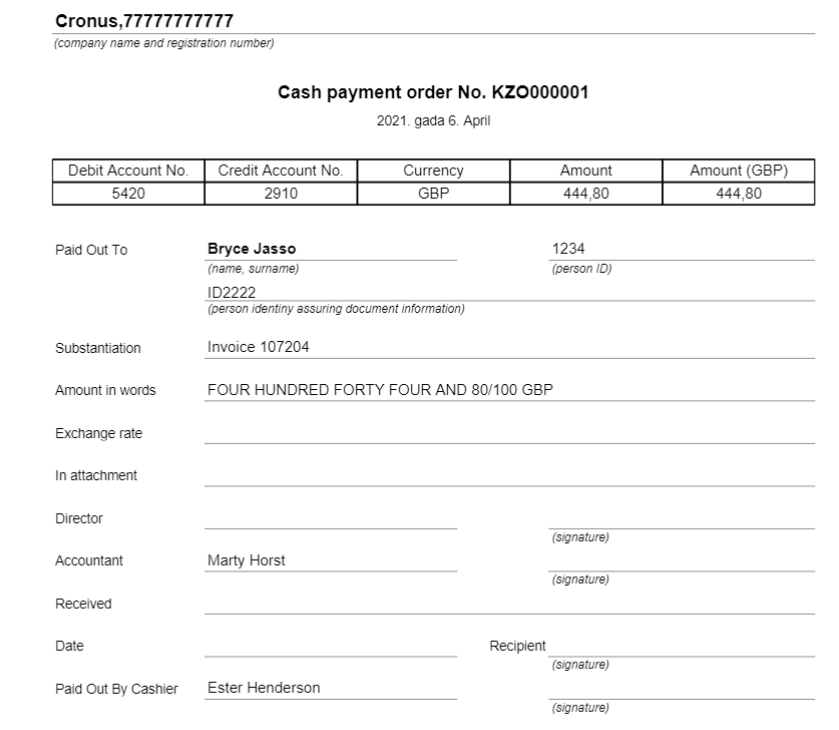 Cronus,77777777777
(company name and registration number)
Cash payment order No. KZO000001
2021. gada 6. April
Debit Account No. Credit Account No. Currency Amount Amount (GBP)
5420 2910 GBP 444,80 444,80
Paid Out To Bryce Jasso 1234
(name, surname) (person ID)
ID2222
(person identiny assuring document information)
Substantiation Invoice 107204
Amount in words FOUR HUNDRED FORTY FOUR AND 80/100 GBP
Exchange rate
In attachment
Director
(signature)
Accountant Marty Horst
(signature)
Received
Date Recipient
(signature)
Paid Out By Cashier Ester Henderson
(signature)